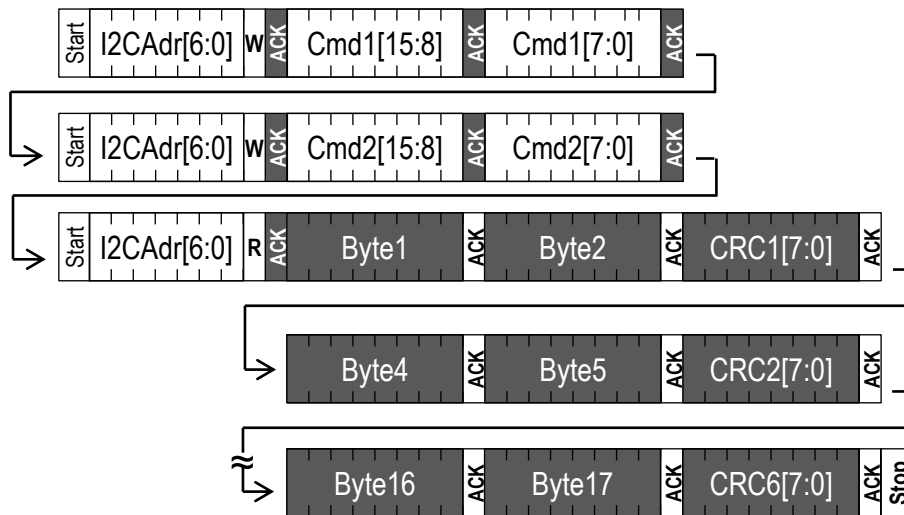 Start I2CAdr[6:0] W ACK Cmd1[15:8] ACK Cmd1[7:0] ACK
Start I2CAdr[6:0] W ACK Cmd2[15:8] ACK Cmd2[7:0] ACK
Start I2CAdr[6:0] R ACK Byte1 ACK Byte2 ACK CRC1[7:0] ACK
Byte4 ACK Byte5 ACK CRC2[7:0] ACK
Byte16 ACK Byte17 ACK CRC6[7:0] ACK Stop